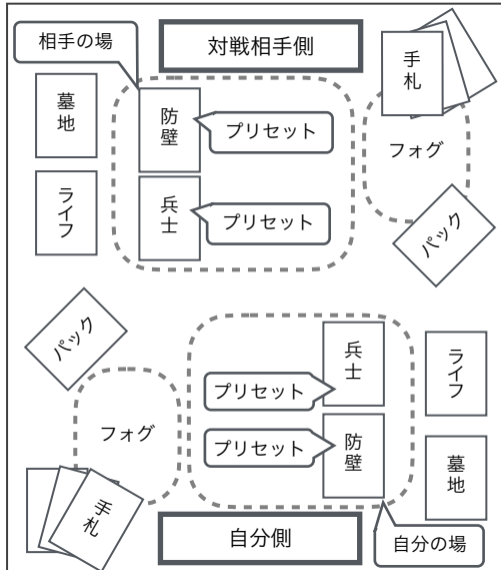 相手の場
対戦相手側
手札
墓地
防壁
プリセット
フォグ
ライフ
兵士
プリセット
パック
パック
兵士
ライフ
プリセット
フォグ
プリセット
防壁
墓地
手札
自分側
自分の場